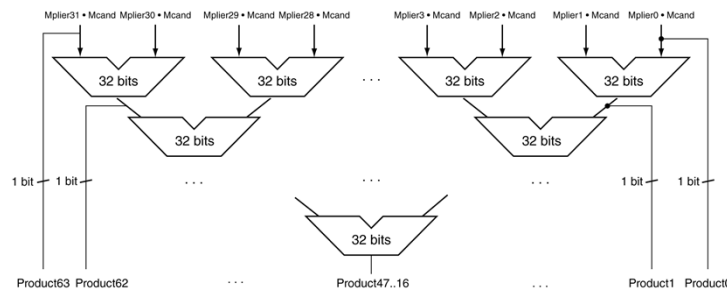 Mplier31 • Mcand Mplier30 • Mcand Mplier29 • Mcand Mplier28 • Mcand Mplier3 • Mcand Mplier2 • Mcand Mplier1 • Mcand Mplier0 • Mcand
32 bits 32 bits . . . 32 bits 32 bits
32 bits 32 bits
1 bit 1 bit . . . . . . . . . 1 bit 1 bit
32 bits
Product63 Product62 . . . Product47..16 . . . Product1